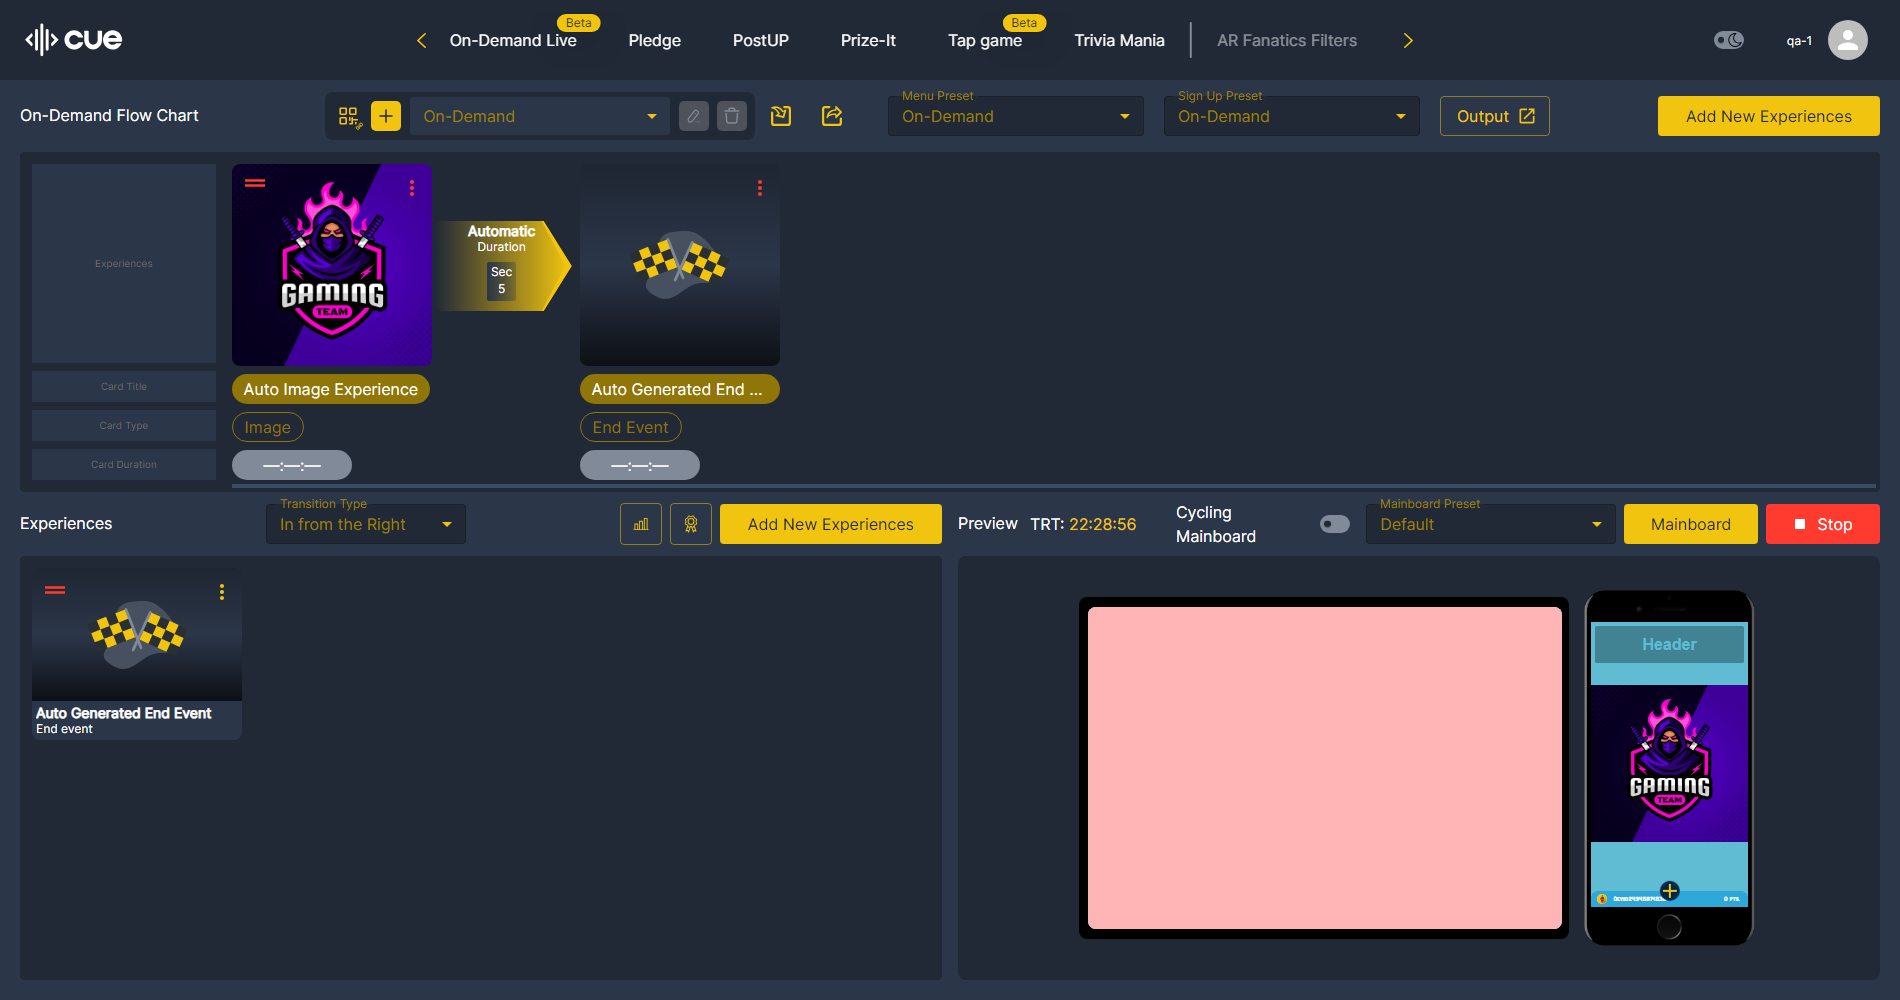 cue
On-Demand Live
Beta
Pledge
PostUP
Prize-It
Tap game
Beta
Trivia Mania
AR Fanatics Filters
qa-1
On-Demand Flow Chart
On-Demand
Menu Preset
On-Demand
Sign Up Preset
On-Demand
Output
Add New Experiences
Experiences
Card Title
Card Type
Card Duration
GAMING
TEAM
Automatic
Duration
Sec
5
Auto Image Experience
Auto Generated End ...
Image
End Event
—:—:—
—:—:—
Experiences
Transition Type
In from the Right
Add New Experiences
Preview
TRT: 22:28:56
Cycling
Mainboard
Mainboard Preset
Default
Mainboard
Stop
Auto Generated End Event
End event
Header
GAMING
TEAM
0 PTS.